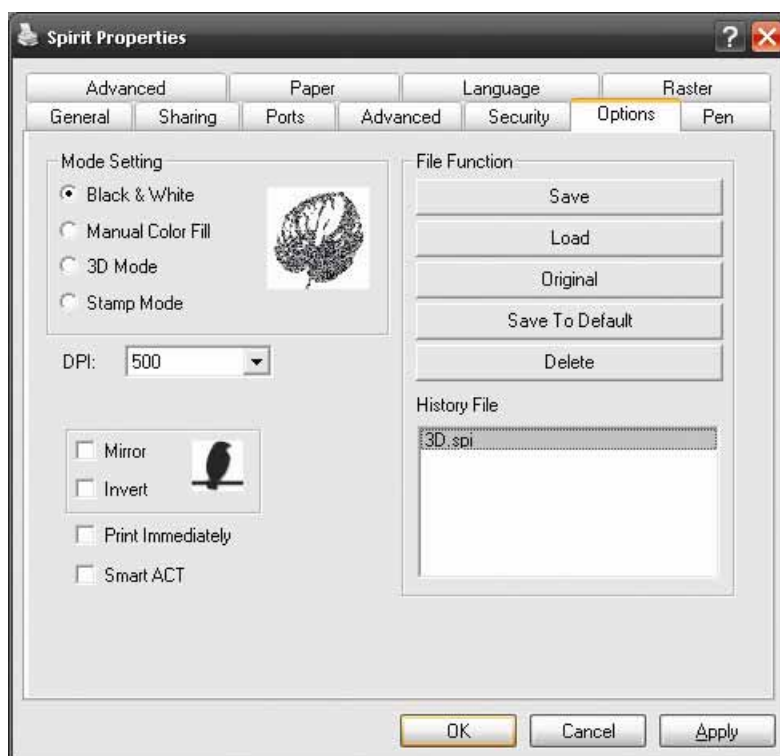 Spirit Properties
Advanced Paper Language Raster
General Sharing Ports Advanced Security Options Pen
Mode Setting
Black & White
Manual Color Fill
3D Mode
Stamp Mode
DPI: 500
Mirror
Invert
Print Immediately
Smart ACT
File Function
Save
Load
Original
Save To Default
Delete
History File
3D.spi
OK Cancel Apply